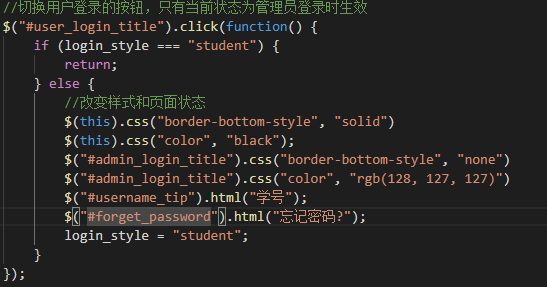 //切换用户登录的按钮，只有当前状态为管理员登录时生效
$("#user_login_title").click(function() {
    if (login_style === "student") {
        return;
    } else {
        //改变样式和页面状态
        $(this).css("border-bottom-style", "solid")
        $(this).css("color", "black");
        $("#admin_login_title").css("border-bottom-style", "none")
        $("#admin_login_title").css("color", "rgb(128, 127, 127)")
        $("#username_tip").html("学号");
        $("#forget_password").html("忘记密码?");
        login_style = "student";
    }
});